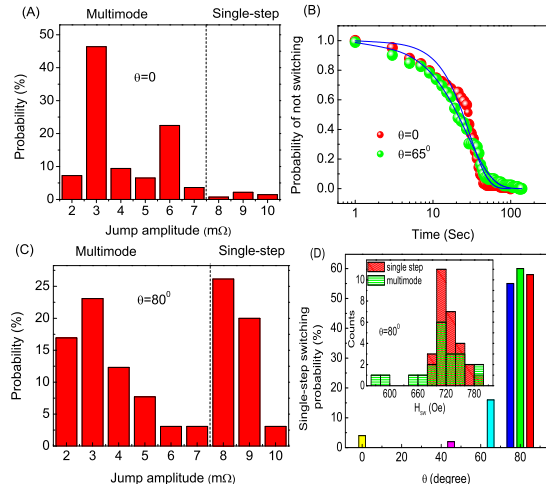 (A)
Multimode
Single-step
θ=0
Probability (%)
50
40
30
20
10
0
2 3 4 5 6 7 8 9 10
Jump amplitude (mΩ)
(B)
Probability of not switching
1.0
0.8
0.6
0.4
0.2
0.0
θ=0
θ=65⁰
1 10 100
Time (Sec)
(C)
Multimode
Single-step
θ=80⁰
Probability (%)
25
20
15
10
5
0
2 3 4 5 6 7 8 9 10
Jump amplitude (mΩ)
(D)
Single-step switching
probability (%)
60
50
40
30
20
10
0
single step
multimode
θ=80⁰
Counts
10
8
6
4
2
0
600 660 720 780
H_SW (Oe)
0 20 40 60 80
θ (degree)